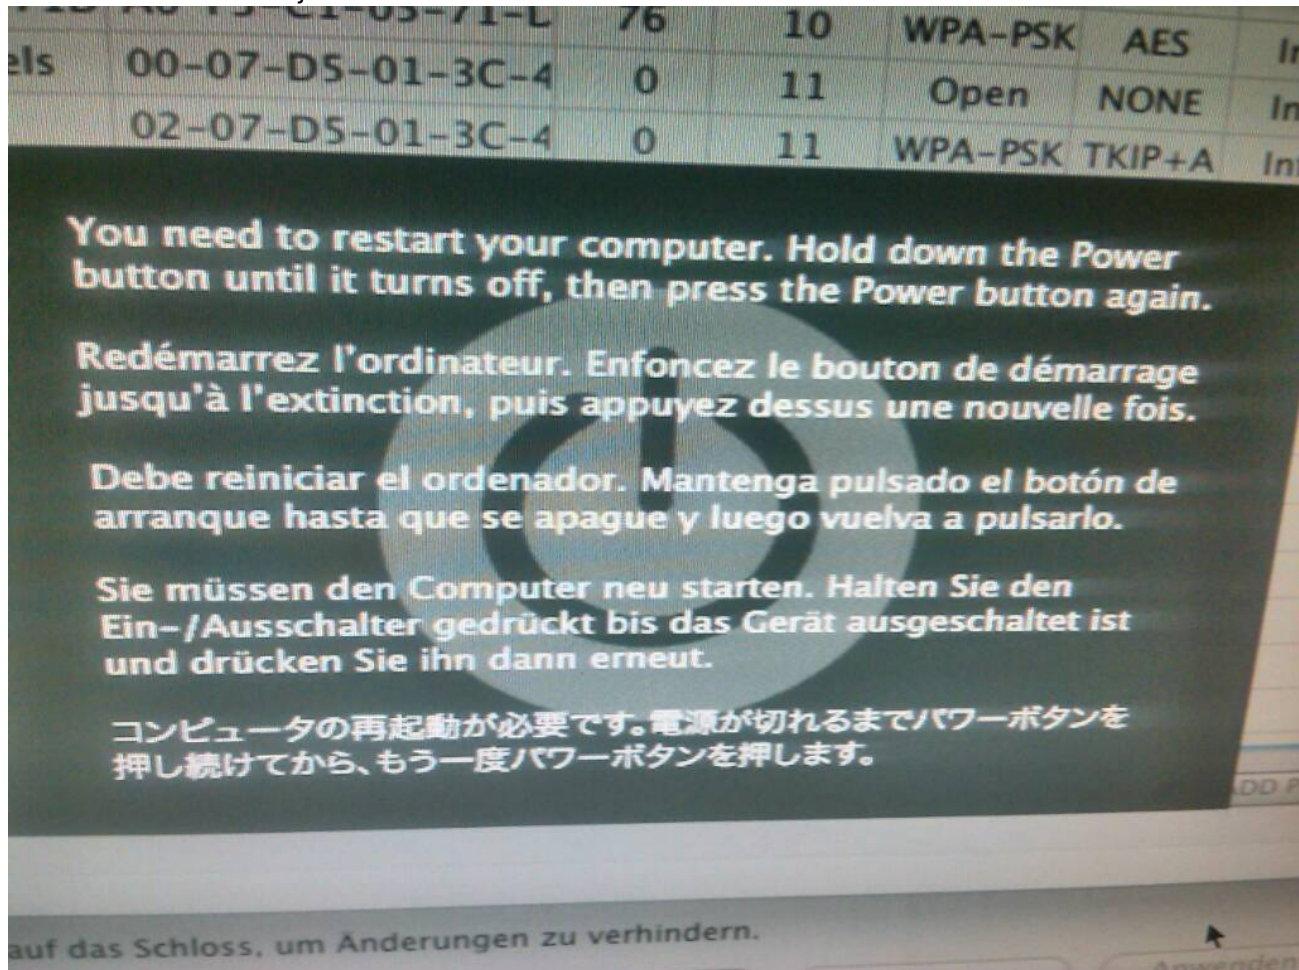 76 10 WPA-PSK AES
els 00-07-D5-01-3C-4 0 11 Open NONE
02-07-D5-01-3C-4 0 11 WPA-PSK TKIP+A
You need to restart your computer. Hold down the Power
button until it turns off, then press the Power button again.
Redémarrez l'ordinateur. Enfoncez le bouton de démarrage
jusqu'à l'extinction, puis appuyez dessus une nouvelle fois.
Debe reiniciar el ordenador. Mantenga pulsado el botón de
arranque hasta que se apague y luego vuelva a pulsarlo.
Sie müssen den Computer neu starten. Halten Sie den
Ein-/Ausschalter gedrückt bis das Gerät ausgeschaltet ist
und drücken Sie ihn dann erneut.
コンピュータの再起動が必要です。電源が切れるまでパワーボタンを
押し続けてから、もう一度パワーボタンを押します。
auf das Schloss, um Änderungen zu verhindern.
Anwenden